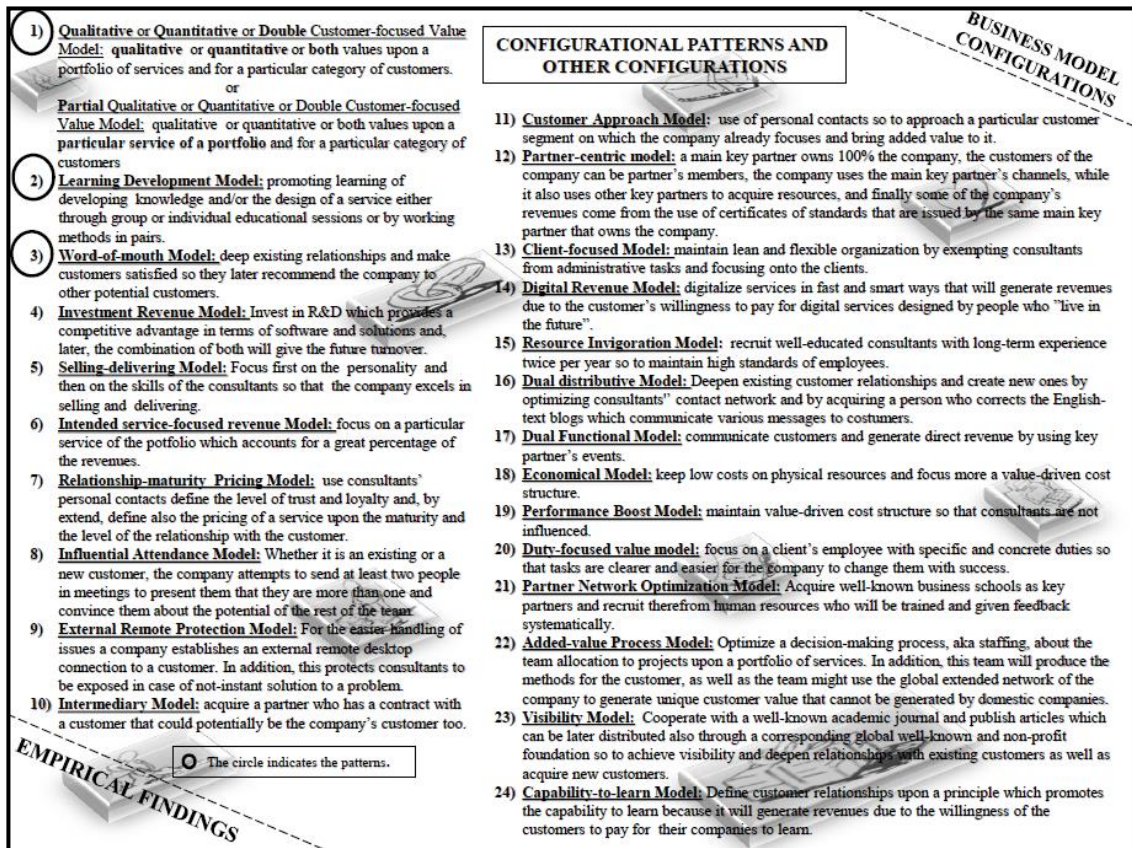 1) Qualitative or Quantitative or Double Customer-focused Value
Model: qualitative or quantitative or both values upon a
portfolio of services and for a particular category of customers.
or
Partial Qualitative or Quantitative or Double Customer-focused
Value Model: qualitative or quantitative or both values upon a
particular service of a portfolio and for a particular category of
customers
2) Learning Development Model: promoting learning of
developing knowledge and/or the design of a service either
through group or individual educational sessions or by working
methods in pairs.
3) Word-of-mouth Model: deep existing relationships and make
customers satisfied so they later recommend the company to
other potential customers.
4) Investment Revenue Model: Invest in R&D which provides a
competitive advantage in terms of software and solutions and,
later, the combination of both will give the future turnover.
5) Selling-delivering Model: Focus first on the personality and
then on the skills of the consultants so that the company excels in
selling and delivering.
6) Intended service-focused revenue Model: focus on a particular
service of the potfolio which accounts for a great percentage of
the revenues.
7) Relationship-maturity Pricing Model: use consultants'
personal contacts define the level of trust and loyalty and, by
extend, define also the pricing of a service upon the maturity and
the level of the relationship with the customer.
8) Influential Attendance Model: Whether it is an existing or a
new customer, the company attempts to send at least two people
in meetings to present them that they are more than one and
convince them about the potential of the rest of the team.
9) External Remote Protection Model: For the easier handling of
issues a company establishes an external remote desktop
connection to a customer. In addition, this protects consultants to
be exposed in case of not-instant solution to a problem.
10) Intermediary Model: acquire a partner who has a contract with
a customer that could potentially be the company's customer too.
O The circle indicates the patterns.
EMPIRICAL FINDINGS
CONFIGURATIONAL PATTERNS AND
OTHER CONFIGURATIONS
BUSINESS MODEL
CONFIGURATIONS
11) Customer Approach Model: use of personal contacts so to approach a particular customer
segment on which the company already focuses and bring added value to it.
12) Partner-centric model: a main key partner owns 100% the company, the customers of the
company can be partner's members, the company uses the main key partner's channels, while
it also uses other key partners to acquire resources, and finally some of the company's
revenues come from the use of certificates of standards that are issued by the same main key
partner that owns the company.
13) Client-focused Model: maintain lean and flexible organization by exempting consultants
from administrative tasks and focusing onto the clients.
14) Digital Revenue Model: digitalize services in fast and smart ways that will generate revenues
due to the customer's willingness to pay for digital services designed by people who "live in
the future".
15) Resource Invigoration Model: recruit well-educated consultants with long-term experience
twice per year so to maintain high standards of employees.
16) Dual distributive Model: Deepen existing customer relationships and create new ones by
optimizing consultants" contact network and by acquiring a person who corrects the English-
text blogs which communicate various messages to costumers.
17) Dual Functional Model: communicate customers and generate direct revenue by using key
partner's events.
18) Economical Model: keep low costs on physical resources and focus more a value-driven cost
structure.
19) Performance Boost Model: maintain value-driven cost structure so that consultants are not
influenced.
20) Duty-focused value model: focus on a client's employee with specific and concrete duties so
that tasks are clearer and easier for the company to change them with success.
21) Partner Network Optimization Model: Acquire well-known business schools as key
partners and recruit therefrom human resources who will be trained and given feedback
systematically.
22) Added-value Process Model: Optimize a decision-making process, aka staffing, about the
team allocation to projects upon a portfolio of services. In addition, this team will produce the
methods for the customer, as well as the team might use the global extended network of the
company to generate unique customer value that cannot be generated by domestic companies.
23) Visibility Model: Cooperate with a well-known academic journal and publish articles which
can be later distributed also through a corresponding global well-known and non-profit
foundation so to achieve visibility and deepen relationships with existing customers as well as
acquire new customers.
24) Capability-to-learn Model: Define customer relationships upon a principle which promotes
the capability to learn because it will generate revenues due to the willingness of the
customers to pay for their companies to learn.